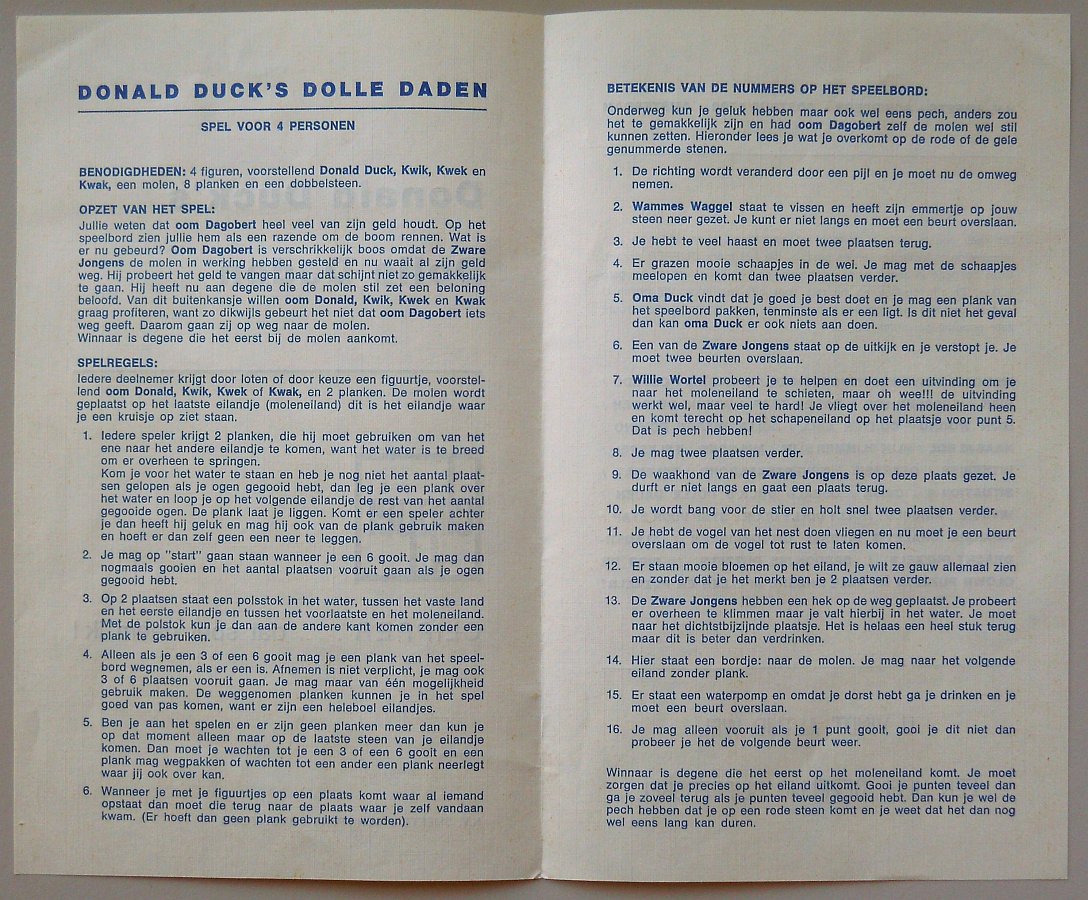 DONALD DUCK'S DOLLE DADEN
SPEL VOOR 4 PERSONEN
BENODIGDHEDEN: 4 figuren, voorstellend Donald Duck, Kwik, Kwek en
Kwak, een molen, 8 planken en een dobbelsteen.
OPZET VAN HET SPEL:
Jullie weten dat oom Dagobert heel veel van zijn geld houdt. Op het
speelbord zien jullie hem als een razende om de boom rennen. Wat is
er nu gebeurd? Oom Dagobert is verschrikkelijk boos omdat de Zware
Jongens de molen in werking hebben gesteld en nu waait al zijn geld
weg. Hij probeert het geld te vangen maar dat schijnt niet zo gemakkelijk
te gaan. Hij heeft nu aan degene die de molen stil zet een beloning
beloofd. Van dit buitenkansje willen oom Donald, Kwik, Kwek en Kwak
graag profiteren, want zo dikwijls gebeurt het niet dat oom Dagobert iets
weg geeft. Daarom gaan zij op weg naar de molen.
Winnaar is degene die het eerst bij de molen aankomt.
SPELREGELS:
Iedere deelnemer krijgt door loten of door keuze een figuurtje, voorstel-
lend oom Donald, Kwik, Kwek of Kwak, en 2 planken. De molen wordt
geplaatst op het laatste eilandje (moleneiland) dit is het eilandje waar
je een kruisje op ziet staan.
1. Iedere speler krijgt 2 planken, die hij moet gebruiken om van het
ene naar het andere eilandje te komen, want het water is te breed
om er overheen te springen.
Kom je voor het water te staan en heb je nog niet het aantal plaat-
sen gelopen als je ogen gegooid hebt, dan leg je een plank over
het water en loop je op het volgende eilandje de rest van het aantal
gegooide ogen. De plank laat je liggen. Komt er een speler achter
je dan heeft hij geluk en mag hij ook van de plank gebruik maken
en hoeft er dan zelf geen een neer te leggen.
2. Je mag op "start" gaan staan wanneer je een 6 gooit. Je mag dan
nogmaals gooien en het aantal plaatsen vooruit gaan als je ogen
gegooid hebt.
3. Op 2 plaatsen staat een polsstok in het water, tussen het vaste land
en het eerste eilandje en tussen het voorlaatste en het moleneiland.
Met de polstok kun je dan aan de andere kant komen zonder een
plank te gebruiken.
4. Alleen als je een 3 of een 6 gooit mag je een plank van het speel-
bord wegnemen, als er een is. Afnemen is niet verplicht, je mag ook
3 of 6 plaatsen vooruit gaan. Je mag maar van één mogelijkheid
gebruik maken. De weggenomen planken kunnen je in het spel
goed van pas komen, want er zijn een heleboel eilandjes.
5. Ben je aan het spelen en er zijn geen planken meer dan kun je
op dat moment alleen maar op de laatste steen van je eilandje
komen. Dan moet je wachten tot je een 3 of een 6 gooit en een
plank mag wegpakken of wachten tot een ander een plank neerlegt
waar jij ook over kan.
6. Wanneer je met je figuurtjes op een plaats komt waar al iemand
opstaat dan moet die terug naar de plaats waar je zelf vandaan
kwam. (Er hoeft dan geen plank gebruikt te worden).
BETEKENIS VAN DE NUMMERS OP HET SPEELBORD:
Onderweg kun je geluk hebben maar ook wel eens pech, anders zou
het te gemakkelijk zijn en had oom Dagobert zelf de molen wel stil
kunnen zetten. Hieronder lees je wat je overkomt op de rode of de gele
genummerde stenen.
1. De richting wordt veranderd door een pijl en je moet nu de omweg
nemen.
2. Wammes Waggel staat te vissen en heeft zijn emmertje op jouw
steen neer gezet. Je kunt er niet langs en moet een beurt overslaan.
3. Je hebt te veel haast en moet twee plaatsen terug.
4. Er grazen mooie schaapjes in de wei. Je mag met de schaapjes
meelopen en komt dan twee plaatsen verder.
5. Oma Duck vindt dat je goed je best doet en je mag een plank van
het speelbord pakken, tenminste als er een ligt. Is dit niet het geval
dan kan oma Duck er ook niets aan doen.
6. Een van de Zware Jongens staat op de uitkijk en je verstopt je. Je
moet twee beurten overslaan.
7. Willie Wortel probeert je te helpen en doet een uitvinding om je
naar het moleneiland te schieten, maar oh wee!!! de uitvinding
werkt wel, maar veel te hard! Je vliegt over het moleneiland heen
en komt terecht op het schapeneiland op het plaatsje voor punt 5.
Dat is pech hebben!
8. Je mag twee plaatsen verder.
9. De waakhond van de Zware Jongens is op deze plaats gezet. Je
durft er niet langs en gaat een plaats terug.
10. Je wordt bang voor de stier en holt snel twee plaatsen verder.
11. Je hebt de vogel van het nest doen vliegen en nu moet je een beurt
overslaan om de vogel tot rust te laten komen.
12. Er staan mooie bloemen op het eiland, je wilt ze gauw allemaal zien
en zonder dat je het merkt ben je 2 plaatsen verder.
13. De Zware Jongens hebben een hek op de weg geplaatst. Je probeert
er overheen te klimmen maar je valt hierbij in het water. Je moet
naar het dichtstbijzijnde plaatsje. Het is helaas een heel stuk terug
maar dit is beter dan verdrinken.
14. Hier staat een bordje: naar de molen. Je mag naar het volgende
eiland zonder plank.
15. Er staat een waterpomp en omdat je dorst hebt ga je drinken en je
moet een beurt overslaan.
16. Je mag alleen vooruit als je 1 punt gooit, gooi je dit niet dan
probeer je het de volgende beurt weer.
Winnaar is degene die het eerst op het moleneiland komt. Je moet
zorgen dat je precies op het eiland uitkomt. Gooi je punten teveel dan
ga je zoveel terug als je punten teveel gegooid hebt. Dan kun je wel de
pech hebben dat je op een rode steen komt en je weet dat het dan nog
wel eens lang kan duren.